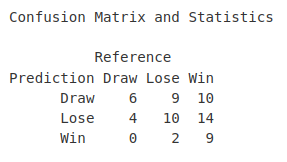 Confusion Matrix and Statistics
Reference
Prediction Draw Lose Win
Draw 6 9 10
Lose 4 10 14
Win 0 2 9